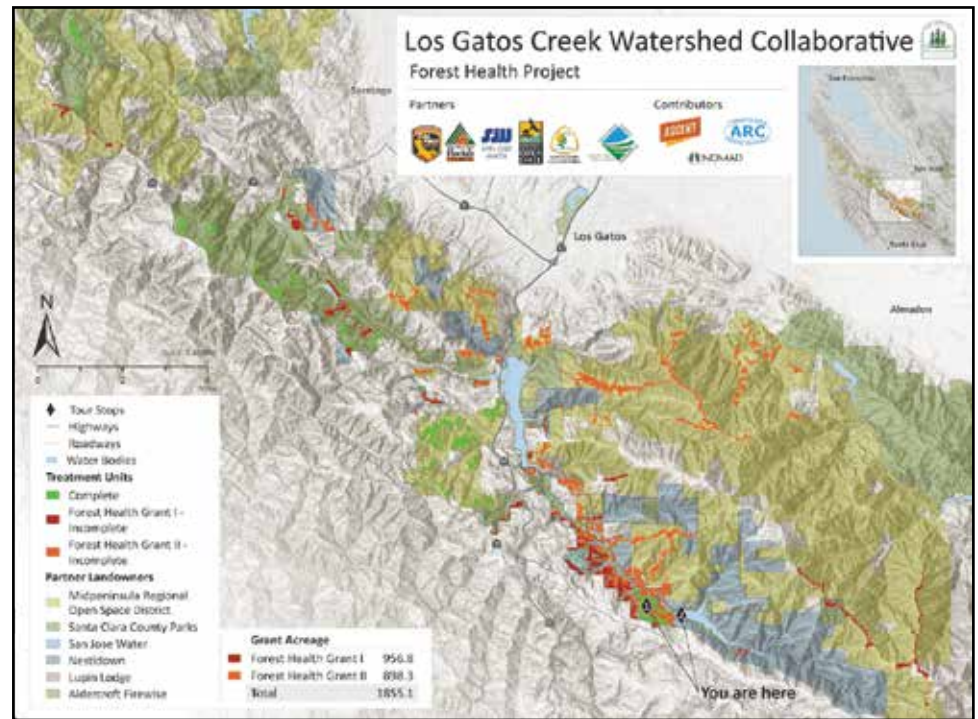 Los Gatos Creek Watershed Collaborative
Forest Health Project
Partners
Contributors
ASCENT
ARC
NOMAD
Saratoga
Los Gatos
Almaden
N
Tour Stops
Highways
Roadways
Water Bodies
Treatment Units
Complete
Forest Health Grant I -
Incomplete
Forest Health Grant II -
Incomplete
Partner Landowners
Midpeninsula Regional
Open Space District
Santa Clara County Parks
San Jose Water
Nestldown
Lupin Lodge
Aldercroft Firewise
Grant Acreage
Forest Health Grant I 956.8
Forest Health Grant II 898.3
Total 1855.1
You are here